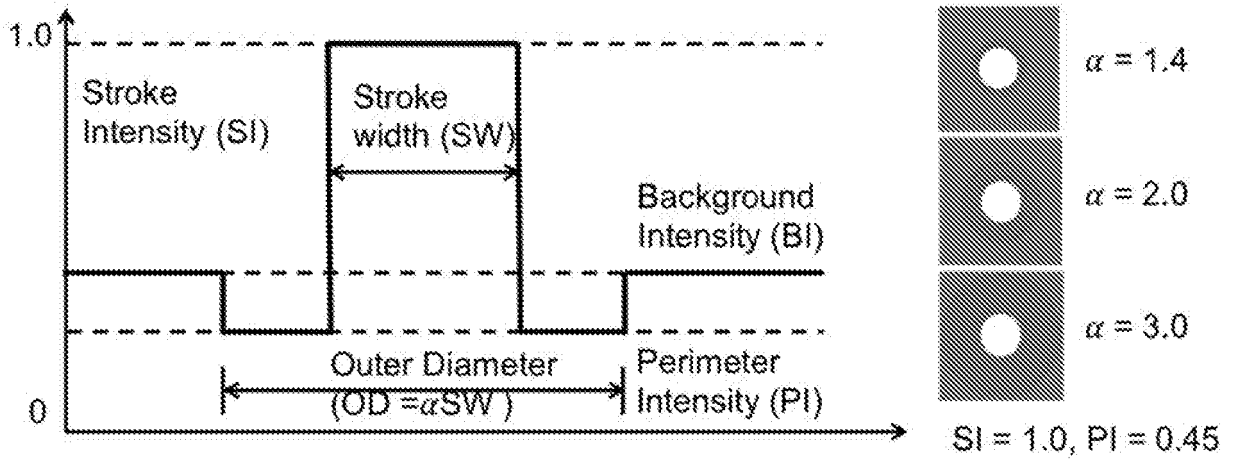 1.0
Stroke
Intensity (SI)
Stroke
width (SW)
Background
Intensity (BI)
Outer Diameter
(OD =αSW )
Perimeter
Intensity (PI)
0
α = 1.4
α = 2.0
α = 3.0
SI = 1.0, PI = 0.45